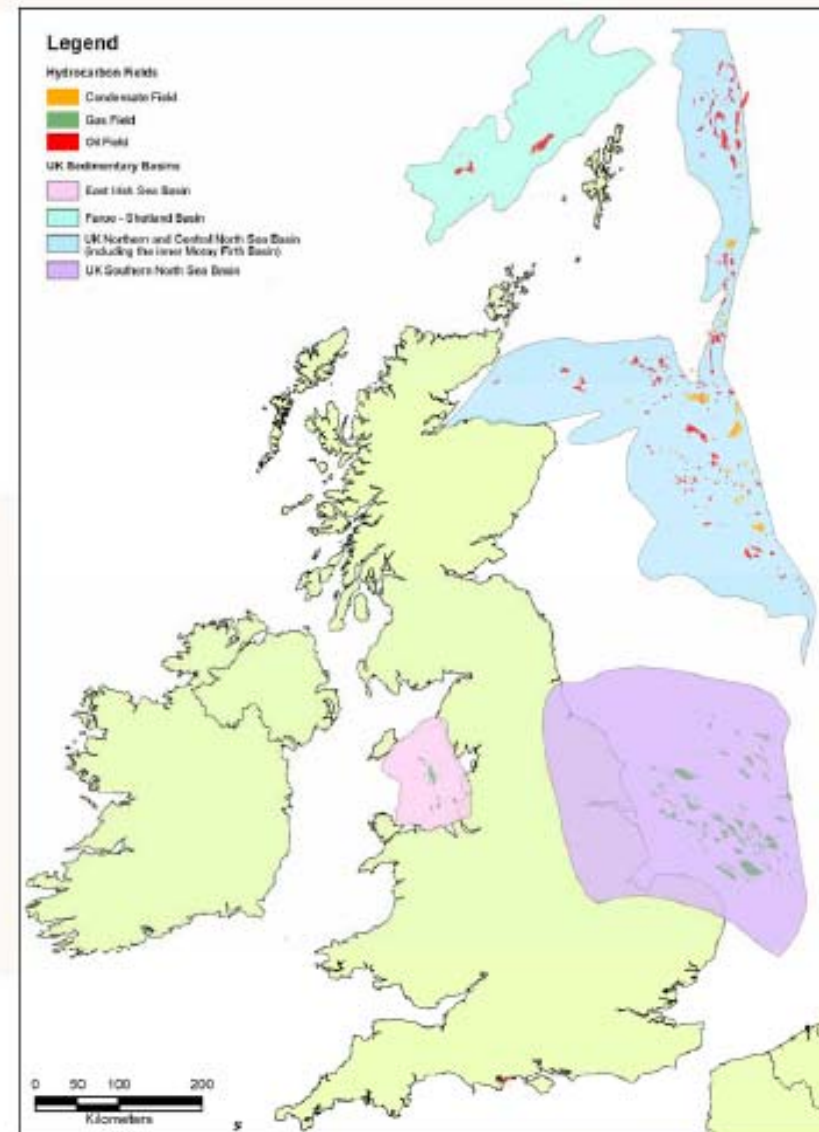 Legend
Hydrocarbon Fields
Condensate Field
Gas Field
Oil Field
UK Sedimentary Basins
East Irish Sea Basin
Faroe - Shetland Basin
UK Northern and Central North Sea Basin
(including the inner Moray Firth Basin)
UK Southern North Sea Basin
0 50 100 200
Kilometers
s